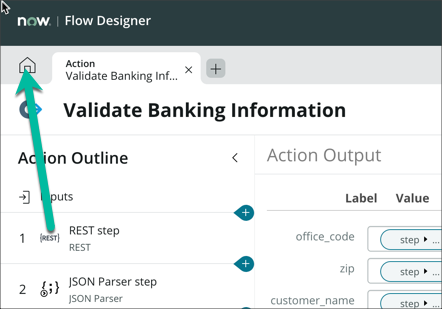 now. | Flow Designer
Action
Validate Banking Inf...
Validate Banking Information
Action Outline
Action Output
Inputs
Label Value
1 {REST} REST step
REST
office_code step ...
zip step ...
2 JSON Parser step
JSON Parser
customer_name step ...